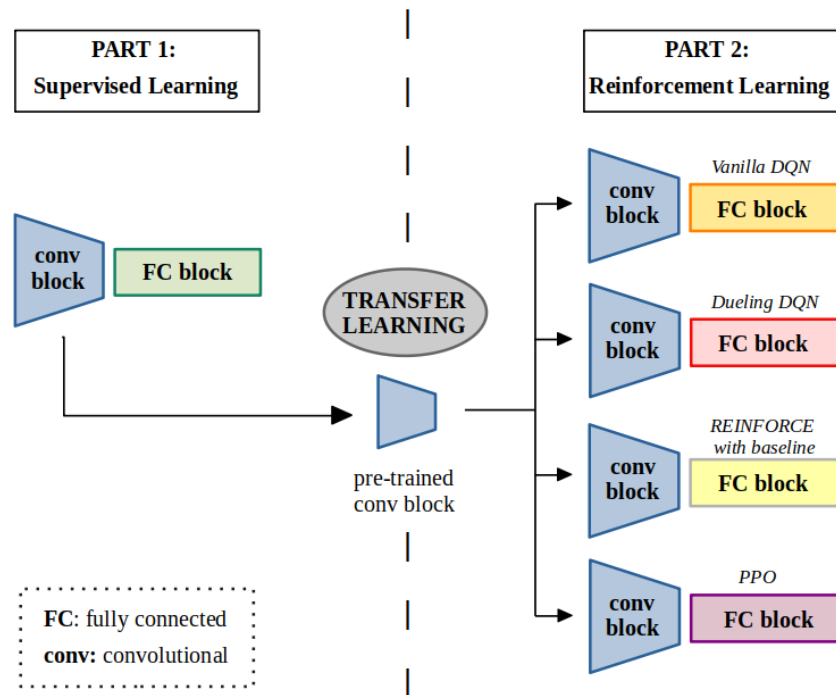 PART 1:
Supervised Learning
PART 2:
Reinforcement Learning
conv
block
FC block
TRANSFER
LEARNING
pre-trained
conv block
Vanilla DQN
conv
block
FC block
Dueling DQN
conv
block
FC block
REINFORCE
with baseline
conv
block
FC block
PPO
conv
block
FC block
FC: fully connected
conv: convolutional